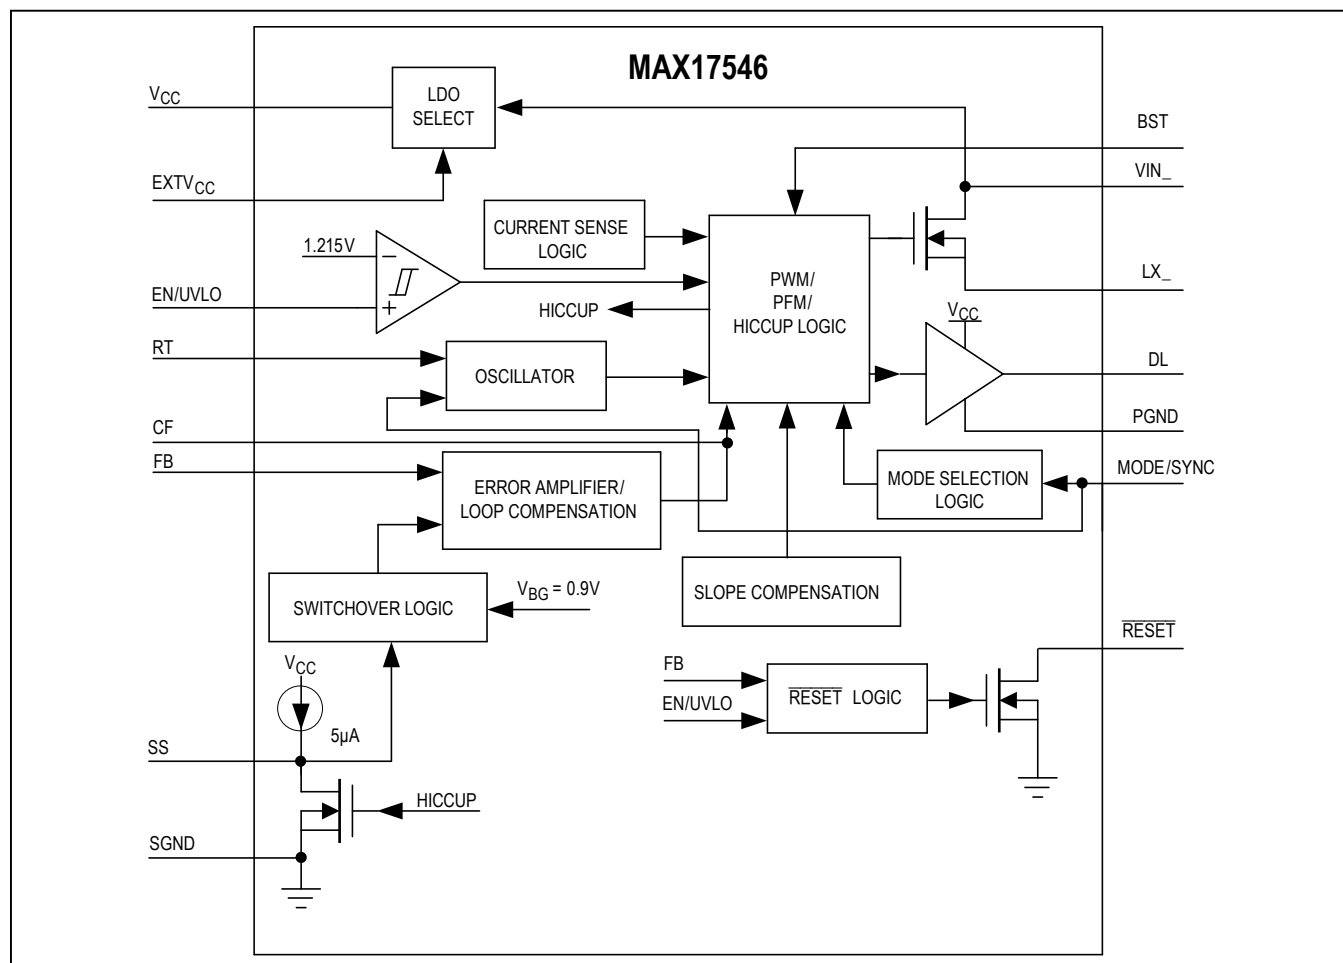 MAX17546
VCC
LDO
SELECT
BST
VIN_
EXTVCC
CURRENT SENSE
LOGIC
1.215V
−
+
EN/UVLO
HICCUP
PWM/
PFM/
HICCUP LOGIC
LX_
VCC
RT
OSCILLATOR
DL
CF
PGND
FB
ERROR AMPLIFIER/
LOOP COMPENSATION
MODE SELECTION
LOGIC
MODE/SYNC
SWITCHOVER LOGIC
VBG = 0.9V
SLOPE COMPENSATION
RESET
VCC
FB
EN/UVLO
RESET LOGIC
5µA
SS
HICCUP
SGND